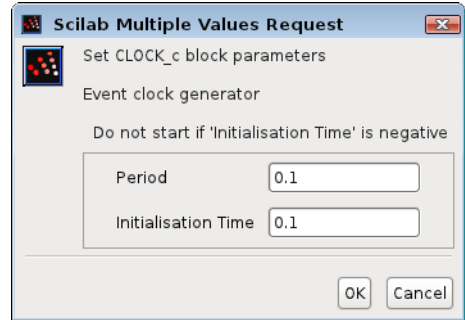 Scilab Multiple Values Request
Set CLOCK_c block parameters
Event clock generator
Do not start if 'Initialisation Time' is negative
Period 0.1
Initialisation Time 0.1
OK Cancel